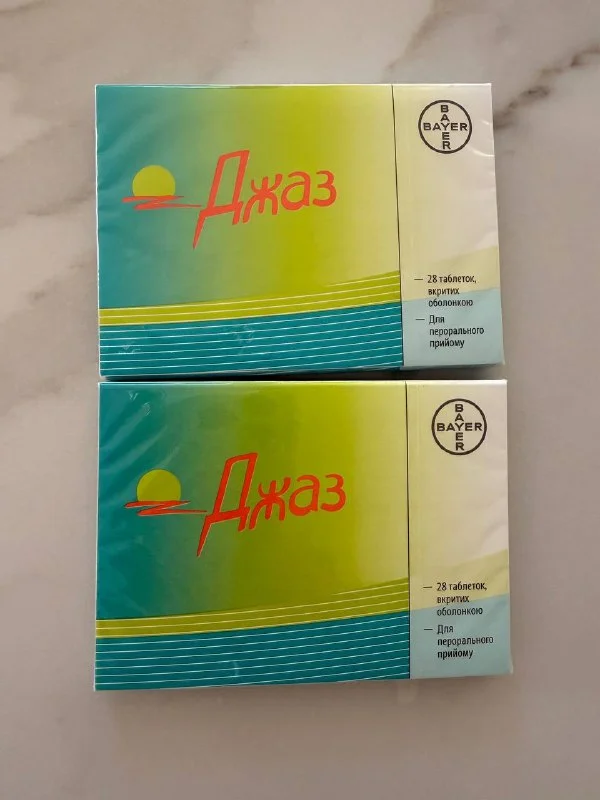 Джаз
BAYER
BAYER
— 28 таблеток,
вкритих
оболонкою
— Для
перорального
прийому
Джаз
BAYER
BAYER
— 28 таблеток,
вкритих
оболонкою
— Для
перорального
прийому